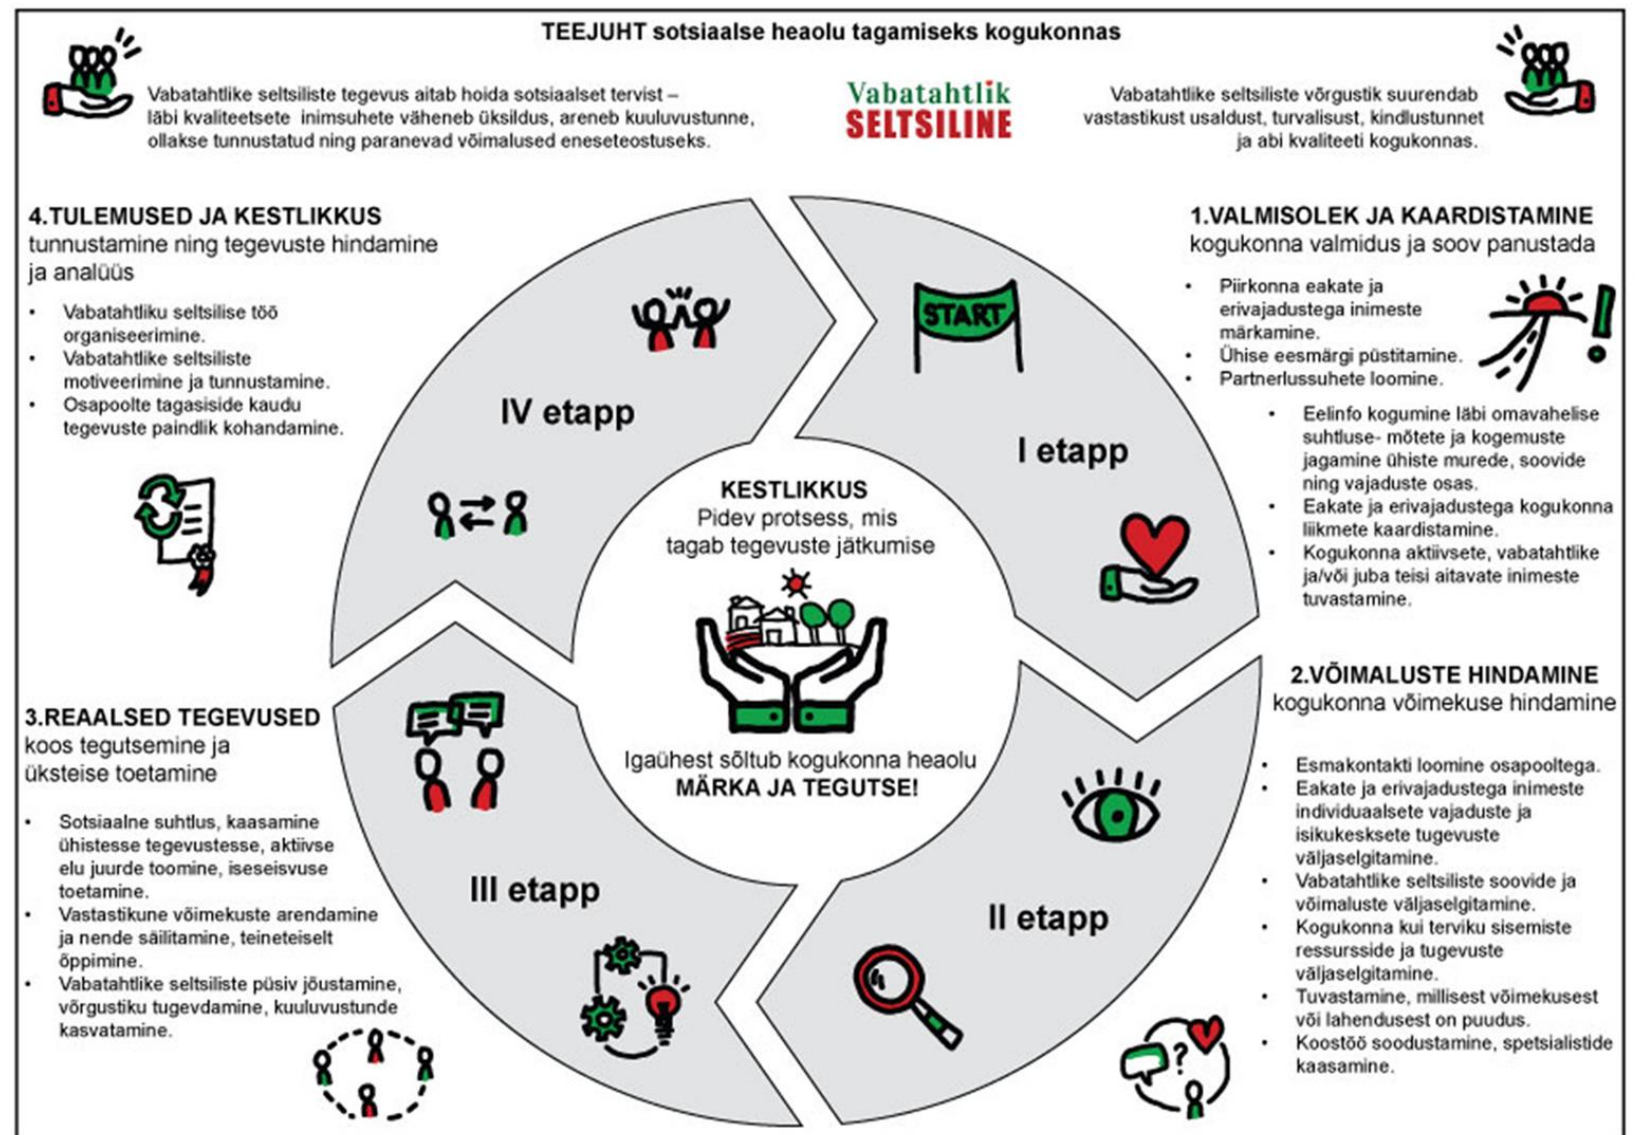 TEEJUHT sotsiaalse heaolu tagamiseks kogukonnas
Vabatahtlike seltsiliste tegevus aitab hoida sotsiaalset tervist –
läbi kvaliteetsete inimsuhete väheneb üksildus, areneb kuuluvustunne,
ollakse tunnustatud ning paranevad võimalused eneseteostuseks.
Vabatahtlik
SELTSILINE
Vabatahtlike seltsiliste võrgustik suurendab
vastastikust usaldust, turvalisust, kindlustunnet
ja abi kvaliteeti kogukonnas.
1.VALMISOLEK JA KAARDISTAMINE
kogukonna valmidus ja soov panustada
• Piirkonna eakate ja
erivajadustega inimeste
märkamine.
• Ühise eesmärgi püstitamine.
• Partnerlussuhete loomine.
• Eelinfo kogumine läbi omavahelise
suhtluse- mõtete ja kogemuste
jagamine ühiste murede, soovide
ning vajaduste osas.
• Eakate ja erivajadustega kogukonna
liikmete kaardistamine.
• Kogukonna aktiivsete, vabatahtlike
ja/või juba teisi aitavate inimeste
tuvastamine.
START
I etapp
2.VÕIMALUSTE HINDAMINE
kogukonna võimekuse hindamine
• Esmakontakti loomine osapooltega.
• Eakate ja erivajadustega inimeste
individuaalsete vajaduste ja
isikukesksete tugevuste
väljaselgitamine.
• Vabatahtlike seltsiliste soovide ja
võimaluste väljaselgitamine.
• Kogukonna kui terviku sisemiste
ressursside ja tugevuste
väljaselgitamine.
• Tuvastamine, millisest võimekusest
või lahendusest on puudus.
• Koostöö soodustamine, spetsialistide
kaasamine.
?
II etapp
3.REAALSED TEGEVUSED
koos tegutsemine ja
üksteise toetamine
• Sotsiaalne suhtlus, kaasamine
ühistesse tegevustesse, aktiivse
elu juurde toomine, iseseisvuse
toetamine.
• Vastastikune võimekuste arendamine
ja nende säilitamine, teineteiselt
õppimine.
• Vabatahtlike seltsiliste püsiv jõustamine,
võrgustiku tugevdamine, kuuluvustunde
kasvatamine.
III etapp
4.TULEMUSED JA KESTLIKKUS
tunnustamine ning tegevuste hindamine
ja analüüs
• Vabatahtliku seltsilise töö
organiseerimine.
• Vabatahtlike seltsiliste
motiveerimine ja tunnustamine.
• Osapoolte tagasiside kaudu
tegevuste paindlik kohandamine.
IV etapp
KESTLIKKUS
Pidev protsess, mis
tagab tegevuste jätkumise
Igaühest sõltub kogukonna heaolu
MÄRKA JA TEGUTSE!